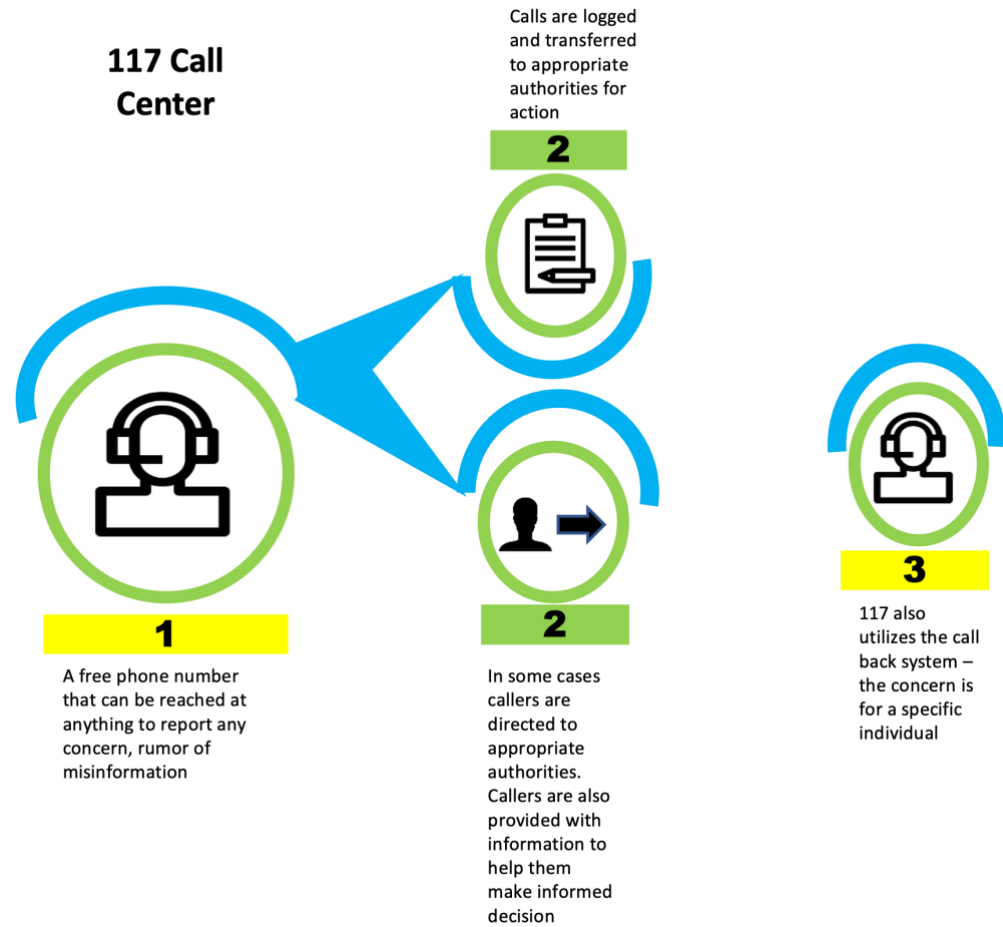 117 Call
Center
Calls are logged
and transferred
to appropriate
authorities for
action
2
1
A free phone number
that can be reached at
anything to report any
concern, rumor of
misinformation
2
In some cases
callers are
directed to
appropriate
authorities.
Callers are also
provided with
information to
help them
make informed
decision
3
117 also
utilizes the call
back system –
the concern is
for a specific
individual